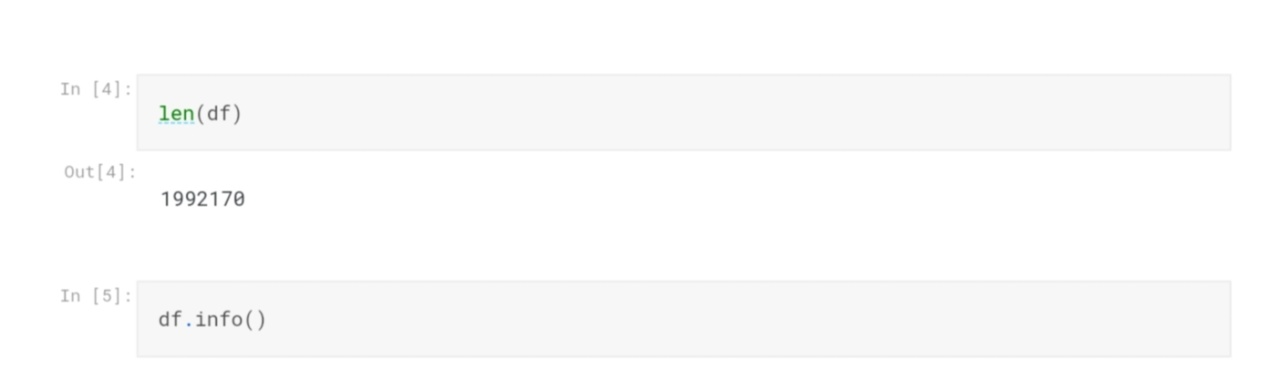 In [4]:
len(df)
Out[4]:
1992170
In [5]:
df.info()